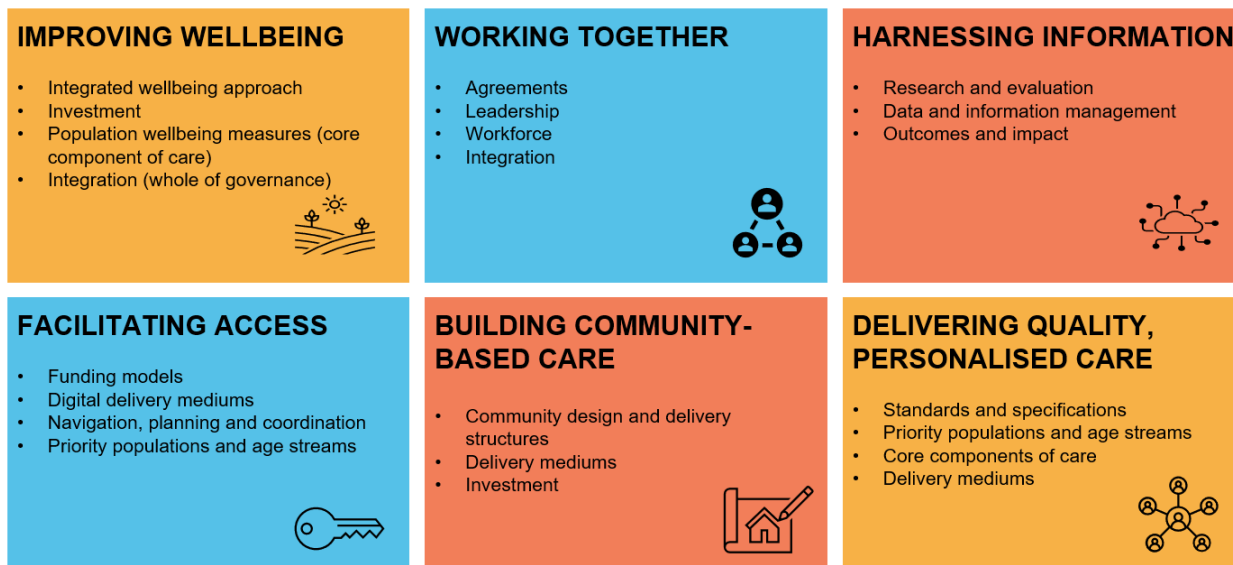 IMPROVING WELLBEING
• Integrated wellbeing approach
• Investment
• Population wellbeing measures (core
component of care)
• Integration (whole of governance)
WORKING TOGETHER
• Agreements
• Leadership
• Workforce
• Integration
HARNESSING INFORMATION
• Research and evaluation
• Data and information management
• Outcomes and impact
FACILITATING ACCESS
• Funding models
• Digital delivery mediums
• Navigation, planning and coordination
• Priority populations and age streams
BUILDING COMMUNITY-
BASED CARE
• Community design and delivery
structures
• Delivery mediums
• Investment
DELIVERING QUALITY,
PERSONALISED CARE
• Standards and specifications
• Priority populations and age streams
• Core components of care
• Delivery mediums